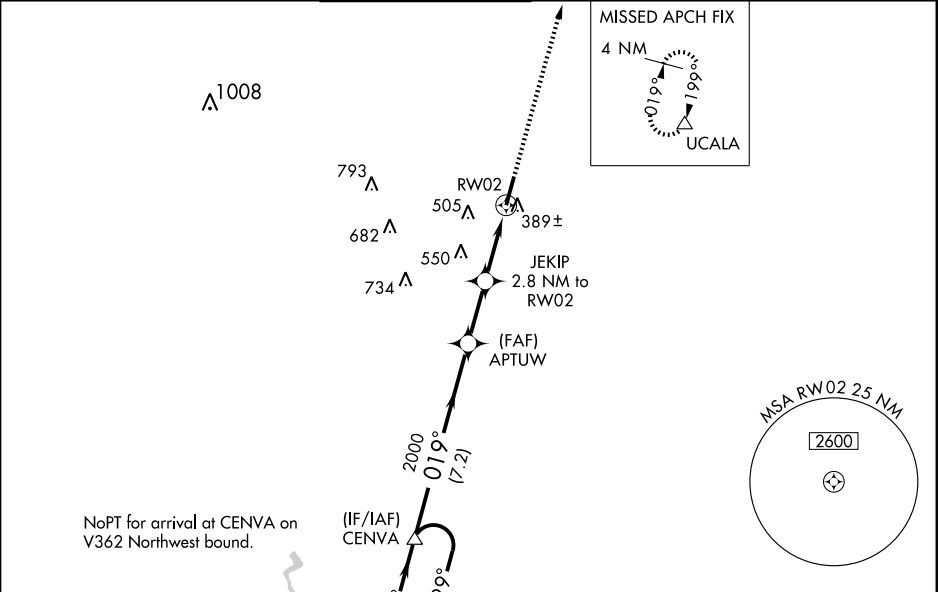 MISSED APCH FIX
4 NM
019°
199°
UCALA
1008
793
RW02
505
389±
682
550
JEKIP
2.8 NM to
RW02
734
(FAF)
APTUW
MSA RW02 25 NM
2600
2000
019°
(7.2)
NoPT for arrival at CENVA on
V362 Northwest bound.
(IF/IAF)
CENVA